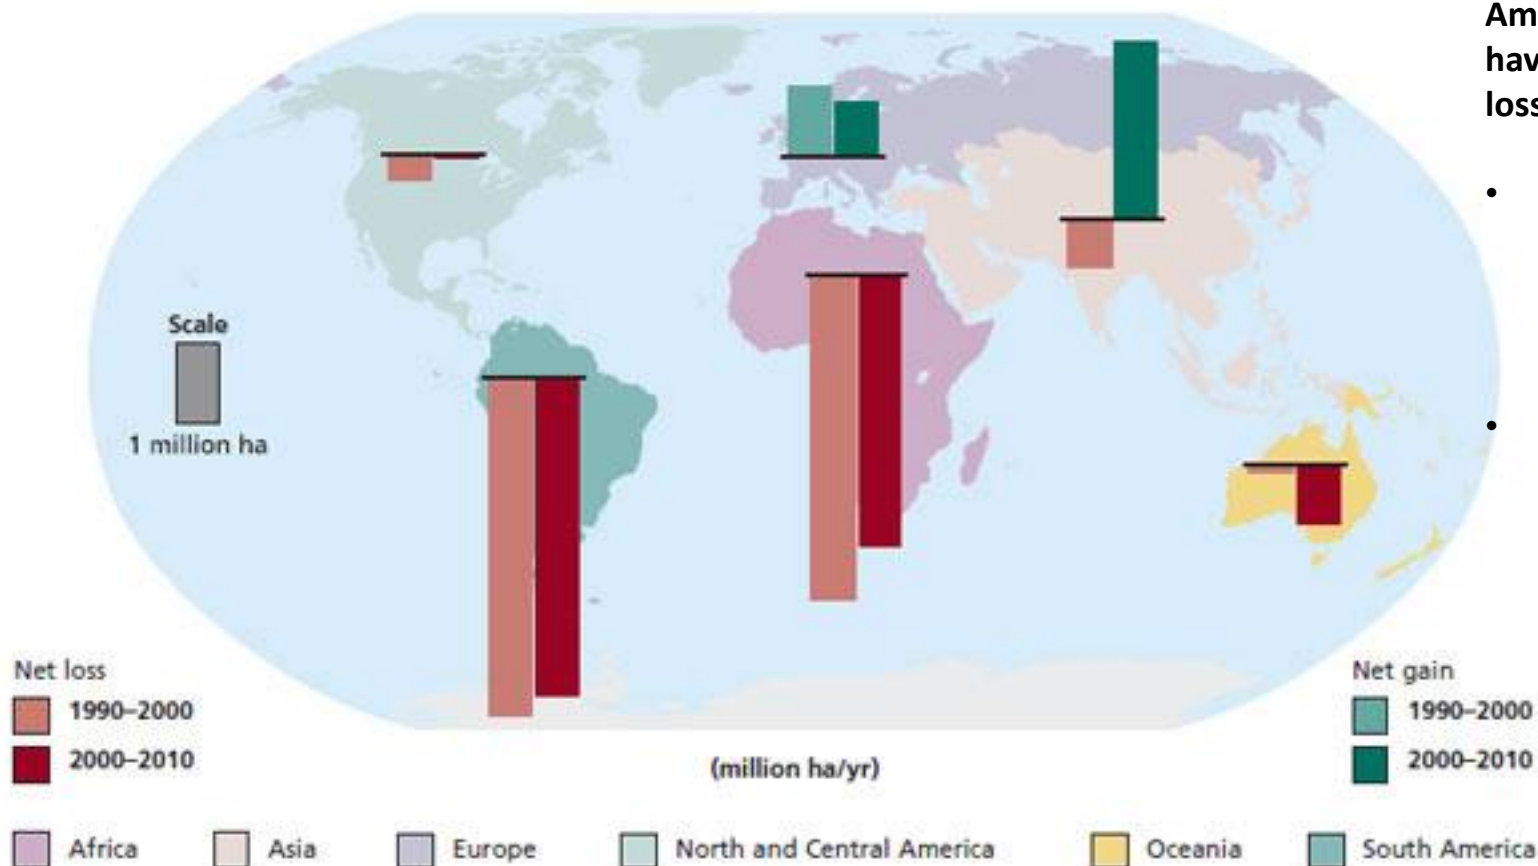 Am
hav
loss
•
•
Scale
1 million ha
Net loss
1990–2000
2000–2010
(million ha/yr)
Net gain
1990–2000
2000–2010
Africa
Asia
Europe
North and Central America
Oceania
South America